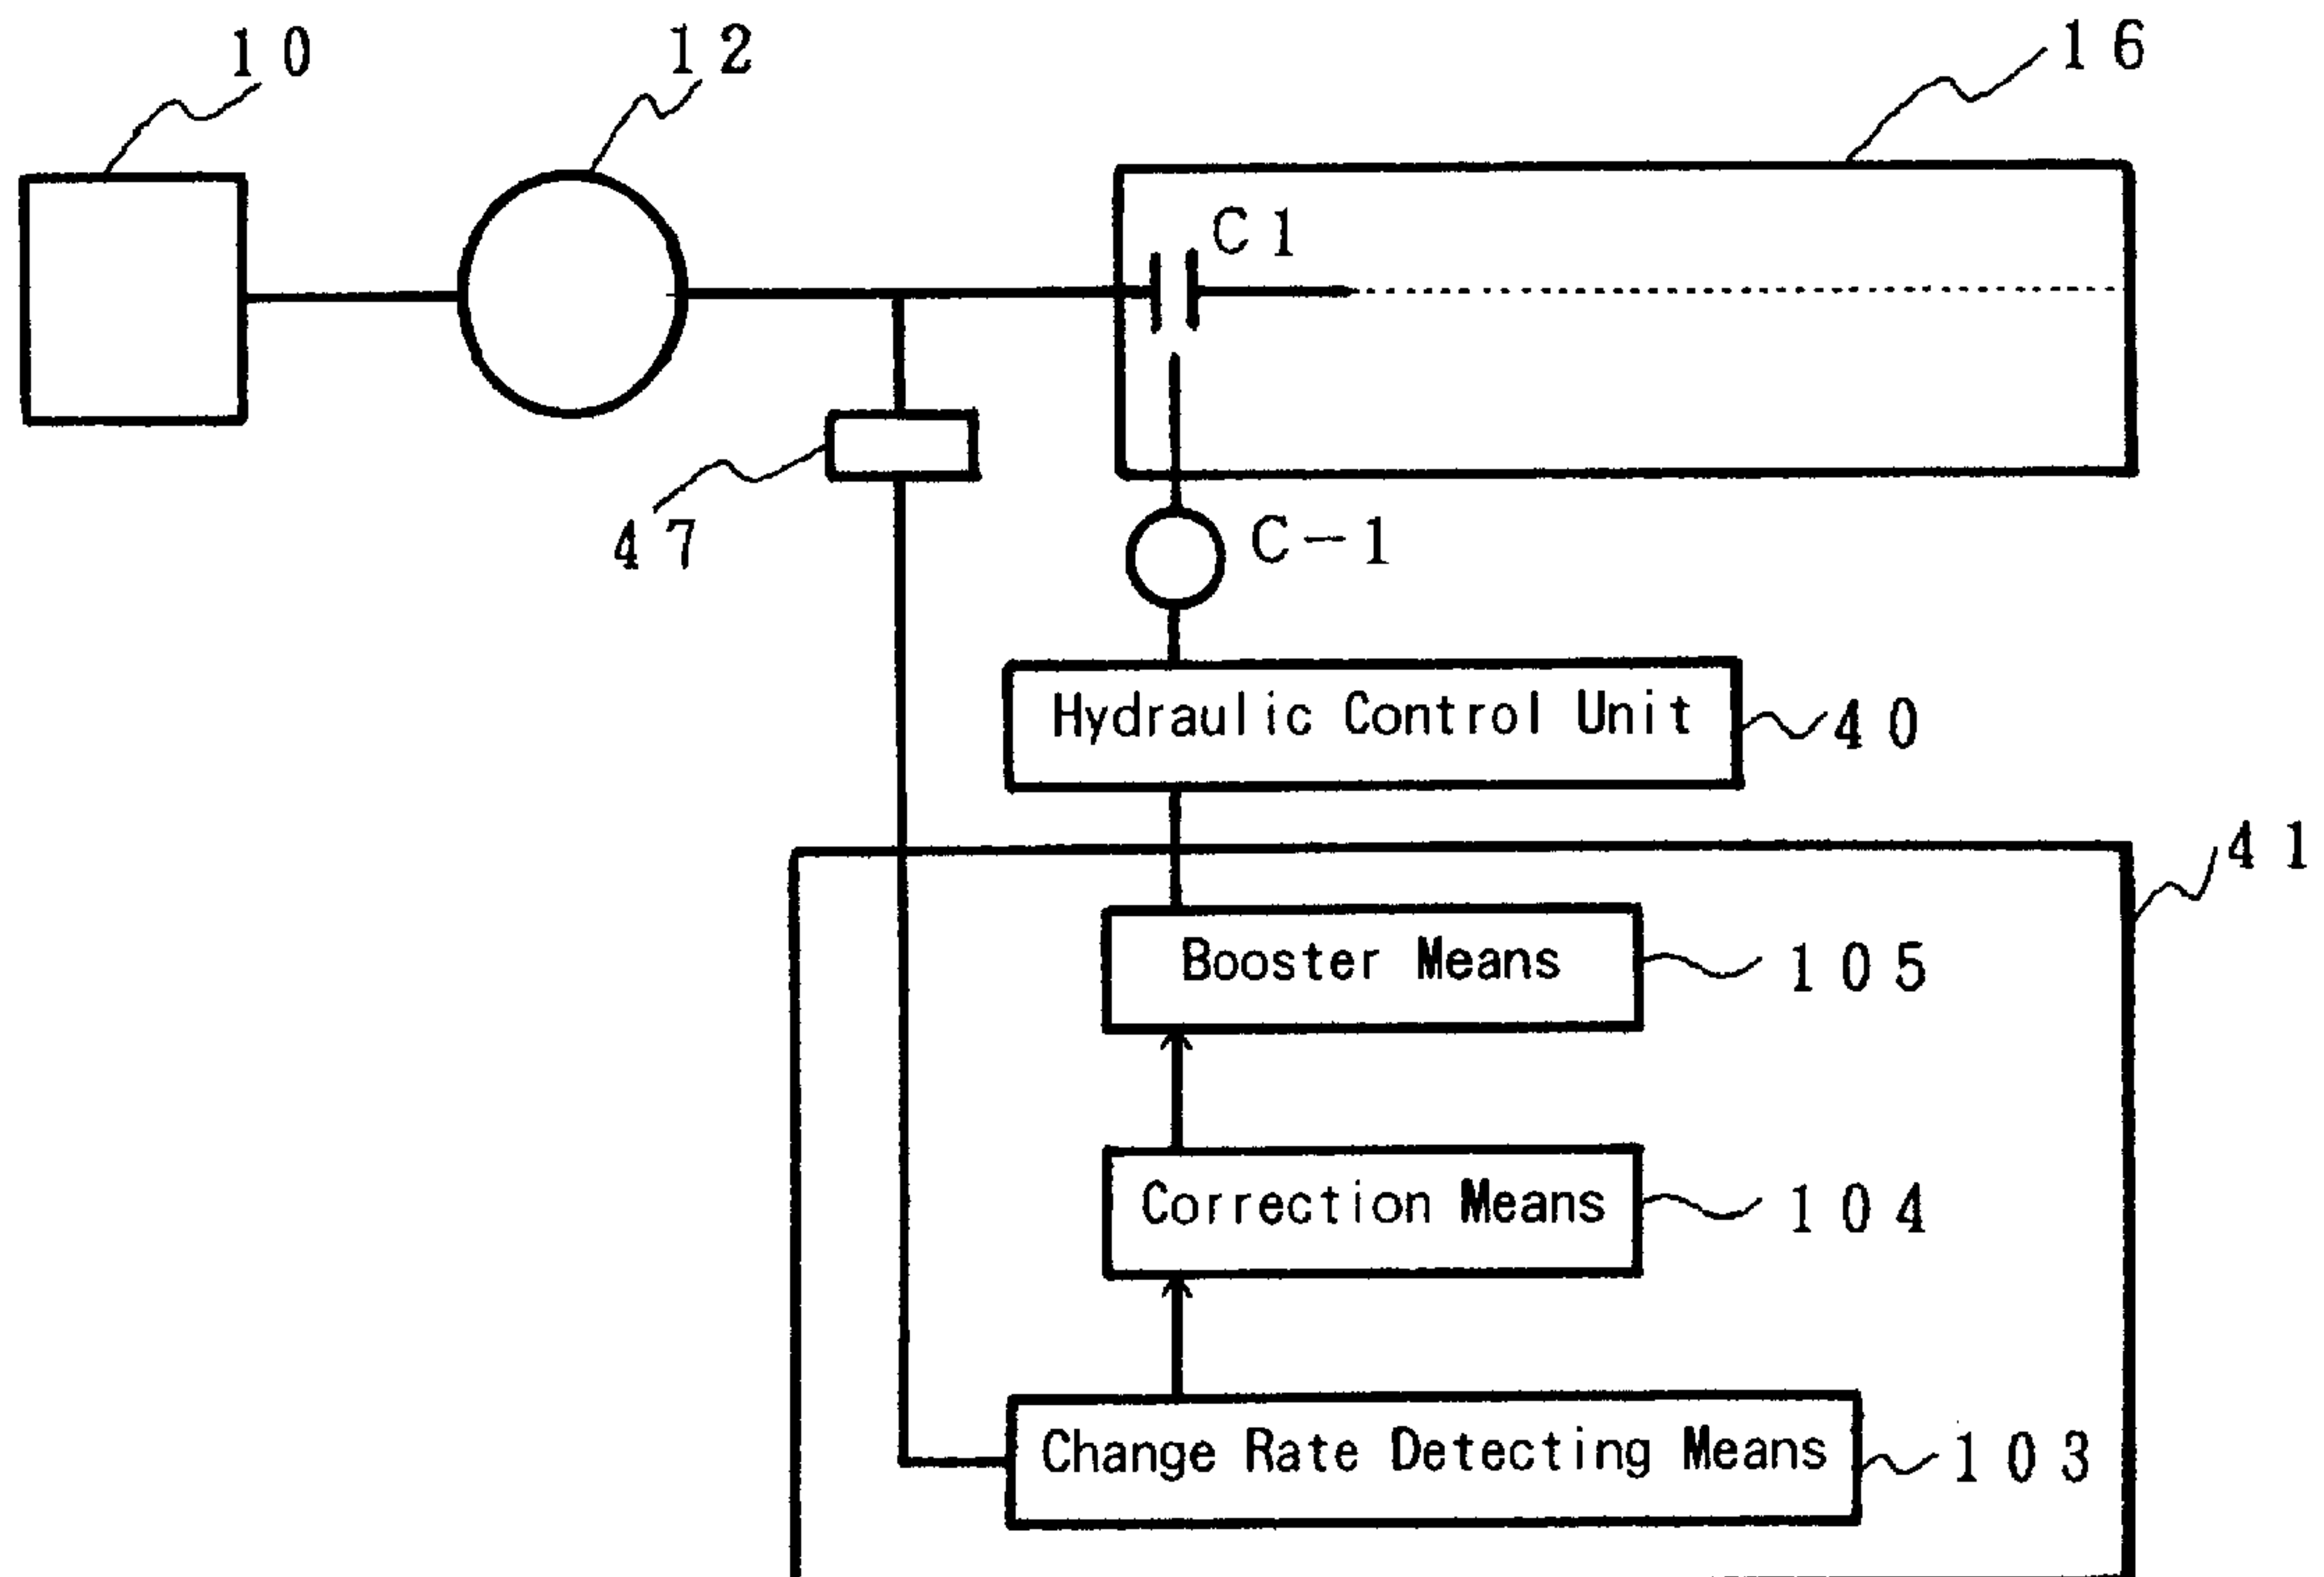 10
12
16
C1
47
C-1
Hydraulic Control Unit
40
41
Booster Means
105
Correction Means
104
Change Rate Detecting Means
103